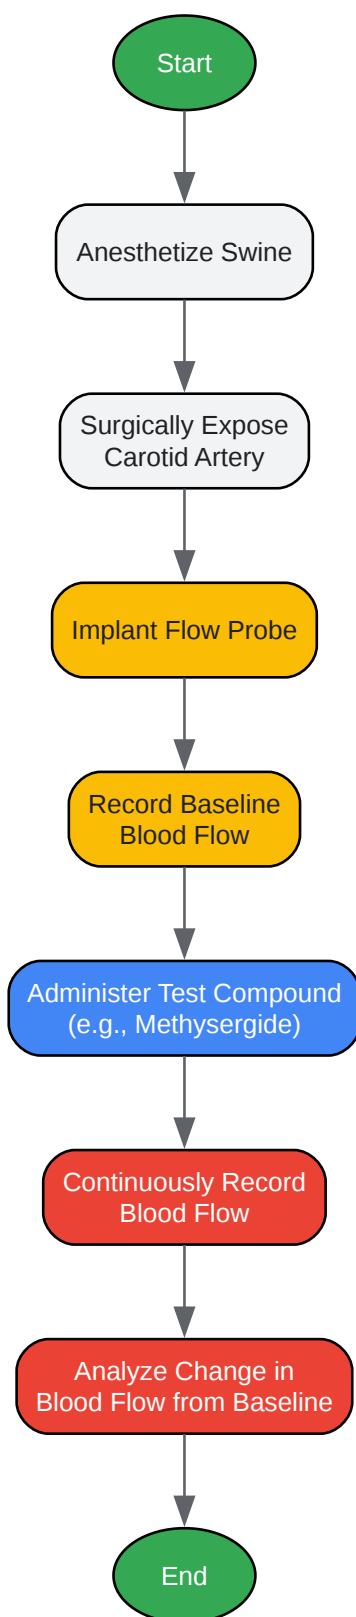 Start
Anesthetize Swine
Surgically Expose
Carotid Artery
Implant Flow Probe
Record Baseline
Blood Flow
Administer Test Compound
(e.g., Methysergide)
Continuously Record
Blood Flow
Analyze Change in
Blood Flow from Baseline
End